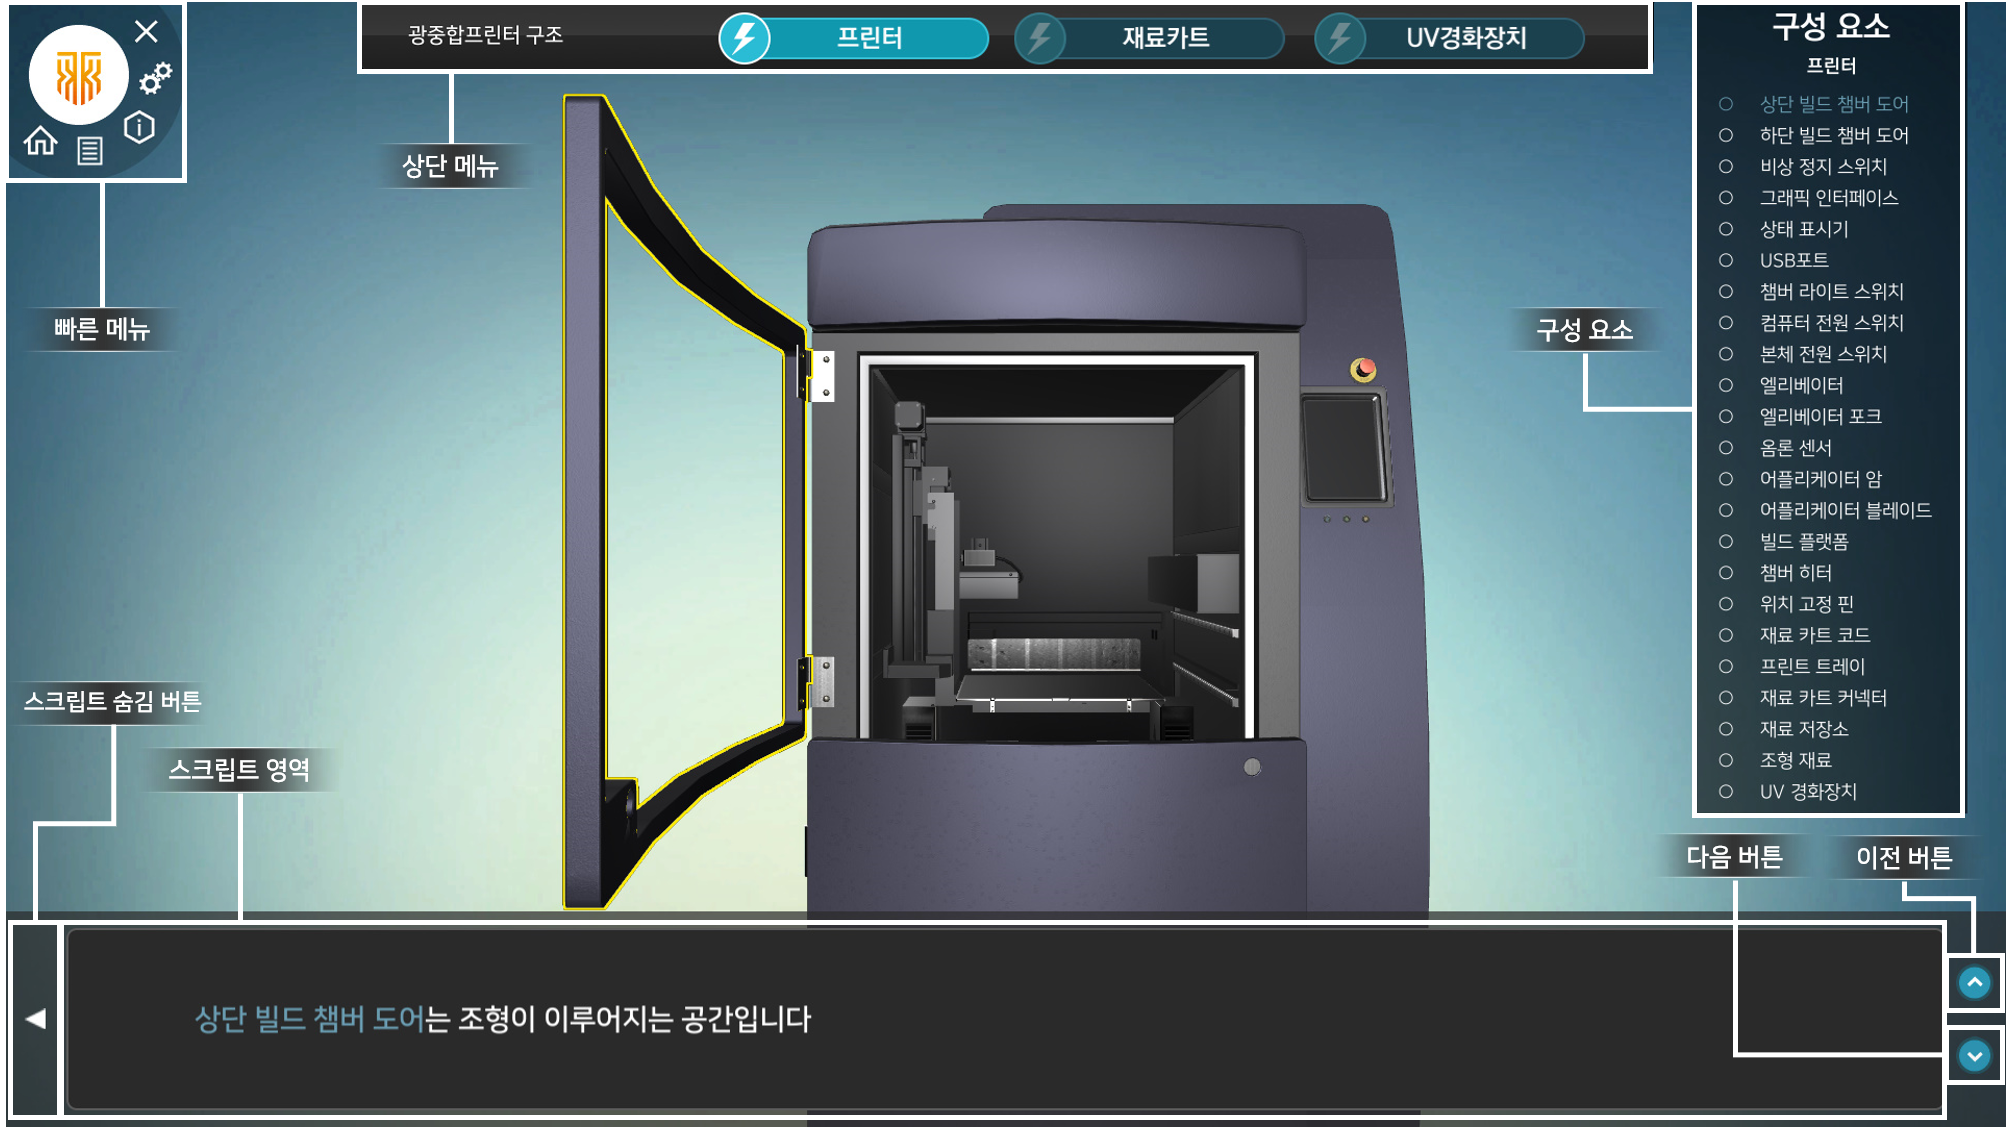 광중합프린터 구조
프린터
재료카트
UV경화장치
상단 메뉴
빠른 메뉴
구성 요소
프린터
상단 빌드 챔버 도어
하단 빌드 챔버 도어
비상 정지 스위치
그래픽 인터페이스
상태 표시기
USB포트
챔버 라이트 스위치
컴퓨터 전원 스위치
본체 전원 스위치
엘리베이터
엘리베이터 포크
옴론 센서
어플리케이터 암
어플리케이터 블레이드
빌드 플랫폼
챔버 히터
위치 고정 핀
재료 카트 코드
프린트 트레이
재료 카트 커넥터
재료 저장소
조형 재료
UV 경화장치
구성 요소
스크립트 숨김 버튼
스크립트 영역
다음 버튼
이전 버튼
상단 빌드 챔버 도어는 조형이 이루어지는 공간입니다